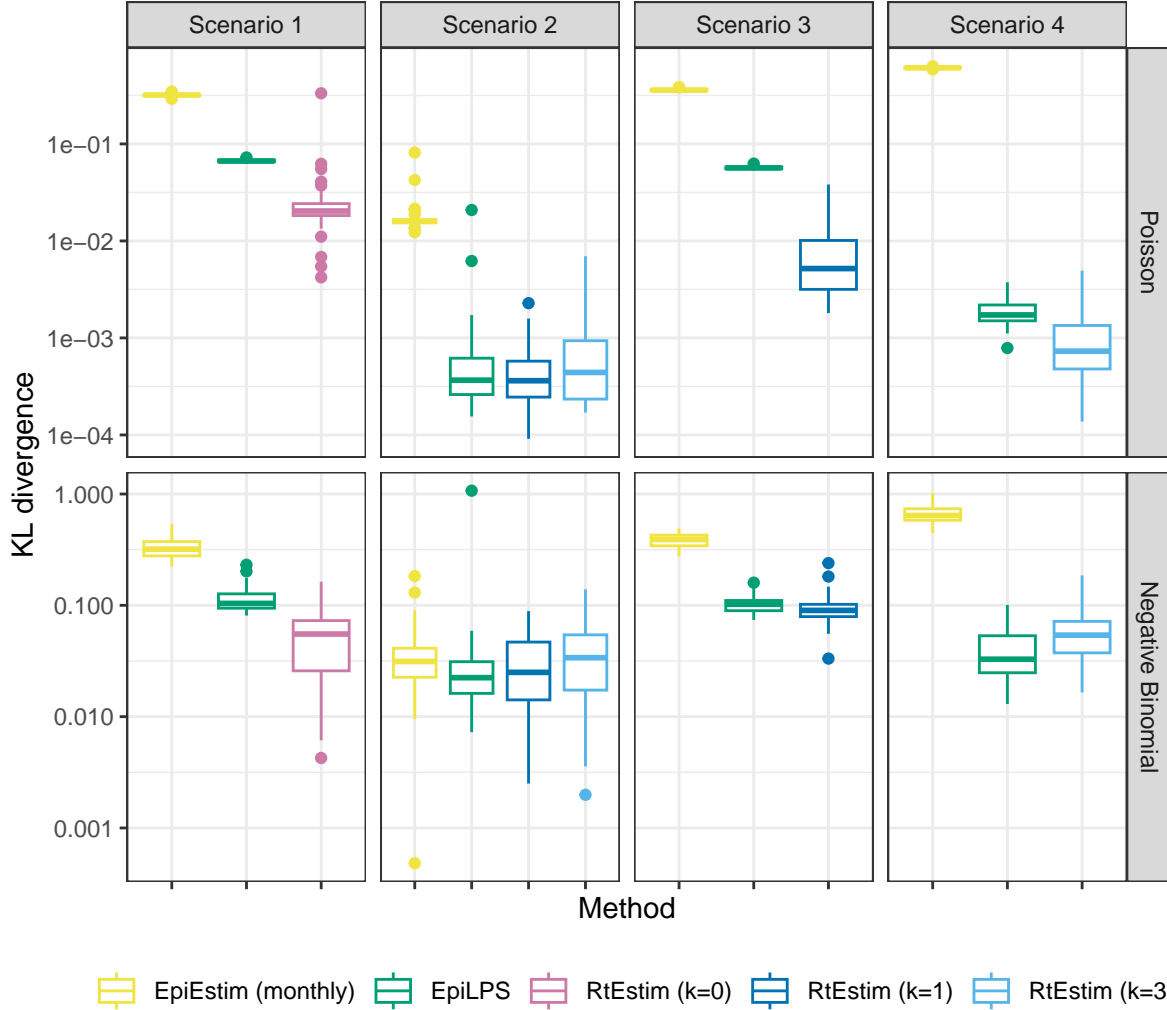 Scenario 1 Scenario 2 Scenario 3 Scenario 4
1e−01
1e−02
1e−03
1e−04
Poisson
KL divergence
1.000
0.100
0.010
0.001
Negative Binomial
Method
EpiEstim (monthly) EpiLPS RtEstim (k=0) RtEstim (k=1) RtEstim (k=3